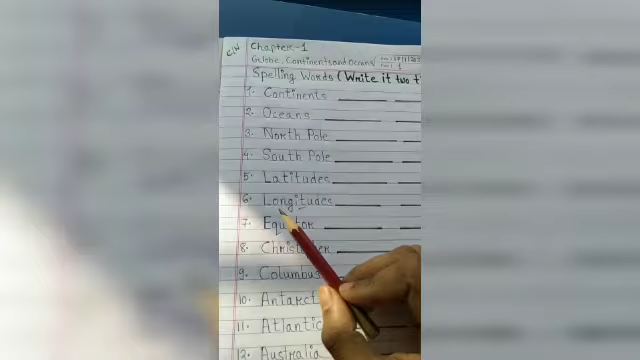 C/W
Chapter-1
Globe, Continents and Oceans
Spelling Words (Write it two t
1. Continents
2. Oceans
3. North Pole
4. South Pole
5. Latitudes
6. Longitudes
7. Equator
8. Christopher
9. Columbus
10. Antarct
11. Atlantic
12. Australia